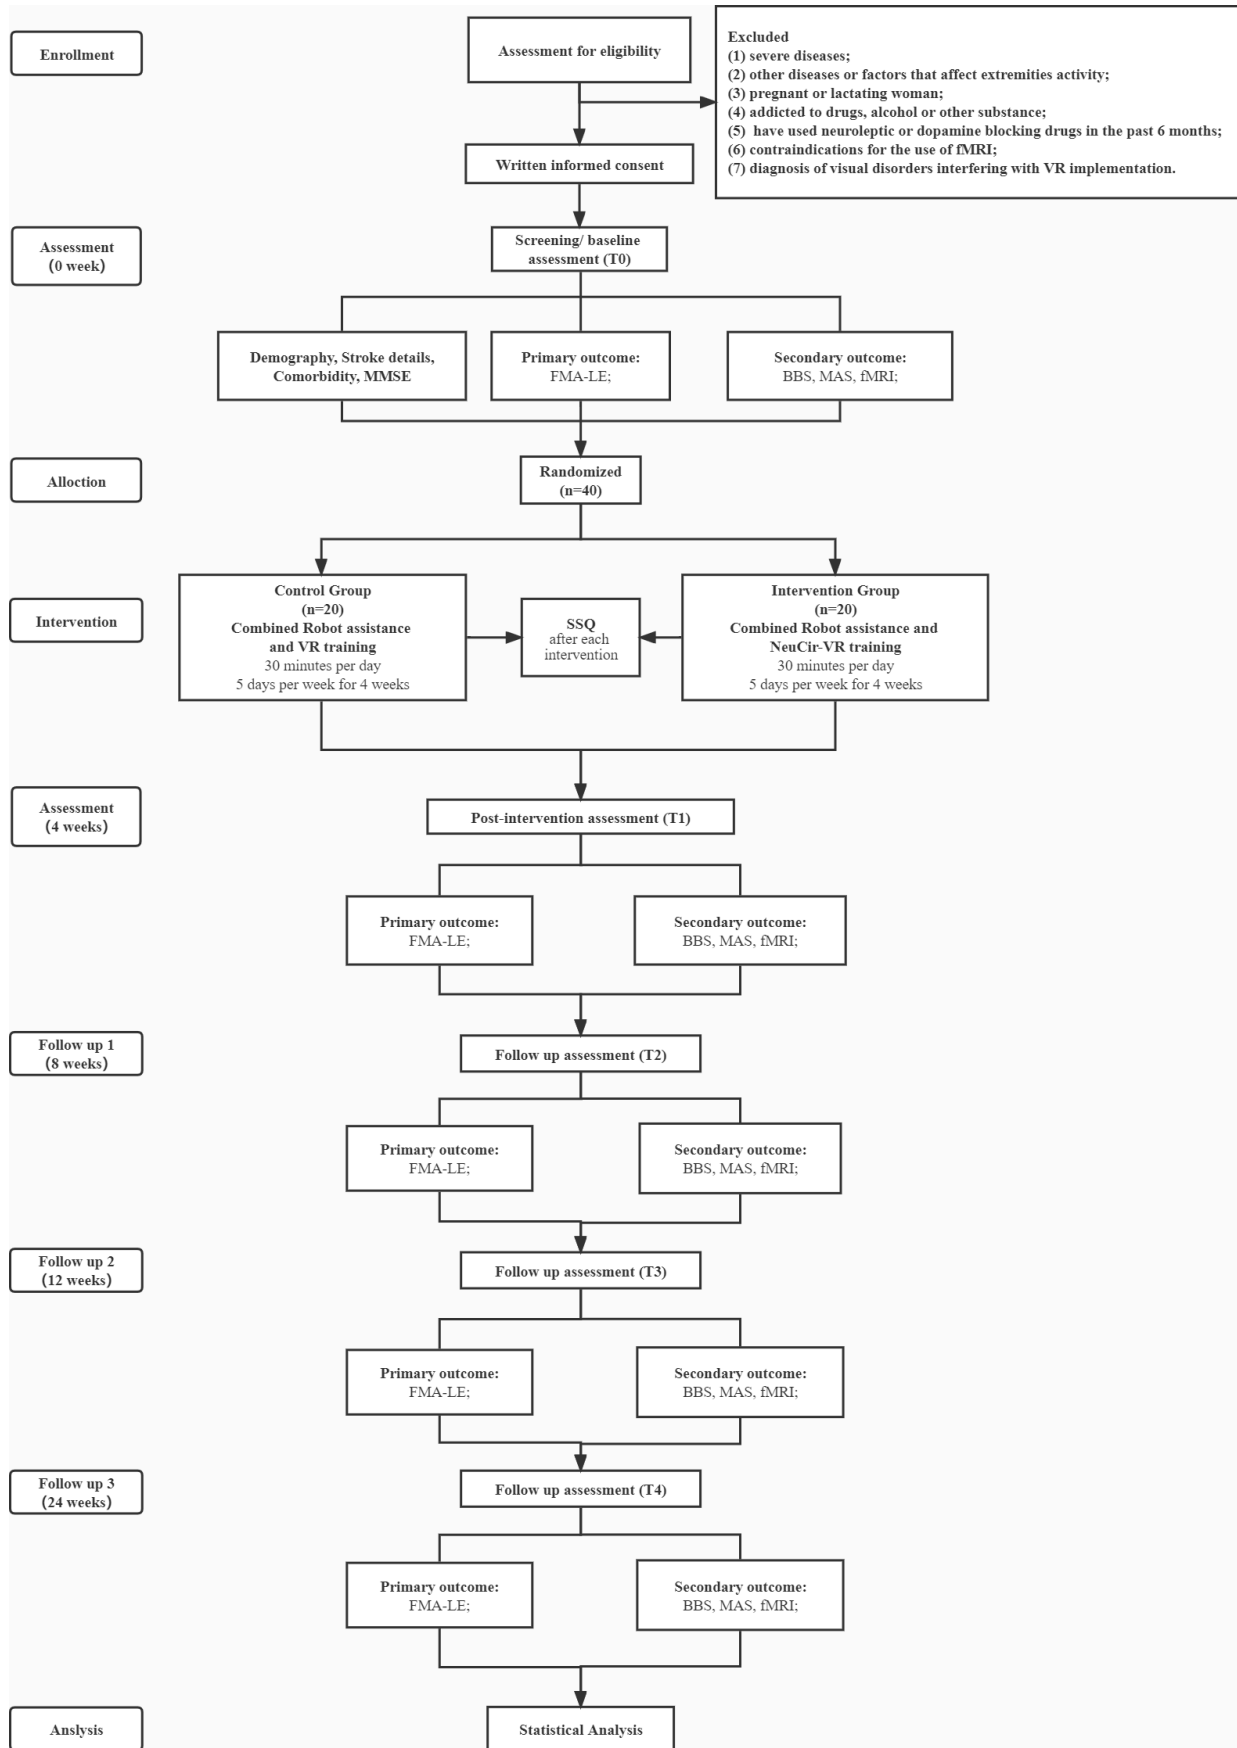 Enrollment
Assessment for eligibility
Excluded
(1) severe diseases;
(2) other diseases or factors that affect extremities activity;
(3) pregnant or lactating woman;
(4) addicted to drugs, alcohol or other substance;
(5) have used neuroleptic or dopamine blocking drugs in the past 6 months;
(6) contraindications for the use of fMRI;
(7) diagnosis of visual disorders interfering with VR implementation.
Written informed consent
Assessment
(0 week)
Screening/ baseline
assessment (T0)
Demography, Stroke details,
Comorbidity, MMSE
Primary outcome:
FMA-LE;
Secondary outcome:
BBS, MAS, fMRI;
Alloction
Randomized
(n=40)
Intervention
Control Group
(n=20)
Combined Robot assistance
and VR training
30 minutes per day
5 days per week for 4 weeks
SSQ
after each
intervention
Intervention Group
(n=20)
Combined Robot assistance and
NeuCir-VR training
30 minutes per day
5 days per week for 4 weeks
Assessment
(4 weeks)
Post-intervention assessment (T1)
Primary outcome:
FMA-LE;
Secondary outcome:
BBS, MAS, fMRI;
Follow up 1
(8 weeks)
Follow up assessment (T2)
Primary outcome:
FMA-LE;
Secondary outcome:
BBS, MAS, fMRI;
Follow up 2
(12 weeks)
Follow up assessment (T3)
Primary outcome:
FMA-LE;
Secondary outcome:
BBS, MAS, fMRI;
Follow up 3
(24 weeks)
Follow up assessment (T4)
Primary outcome:
FMA-LE;
Secondary outcome:
BBS, MAS, fMRI;
Anslysis
Statistical Analysis